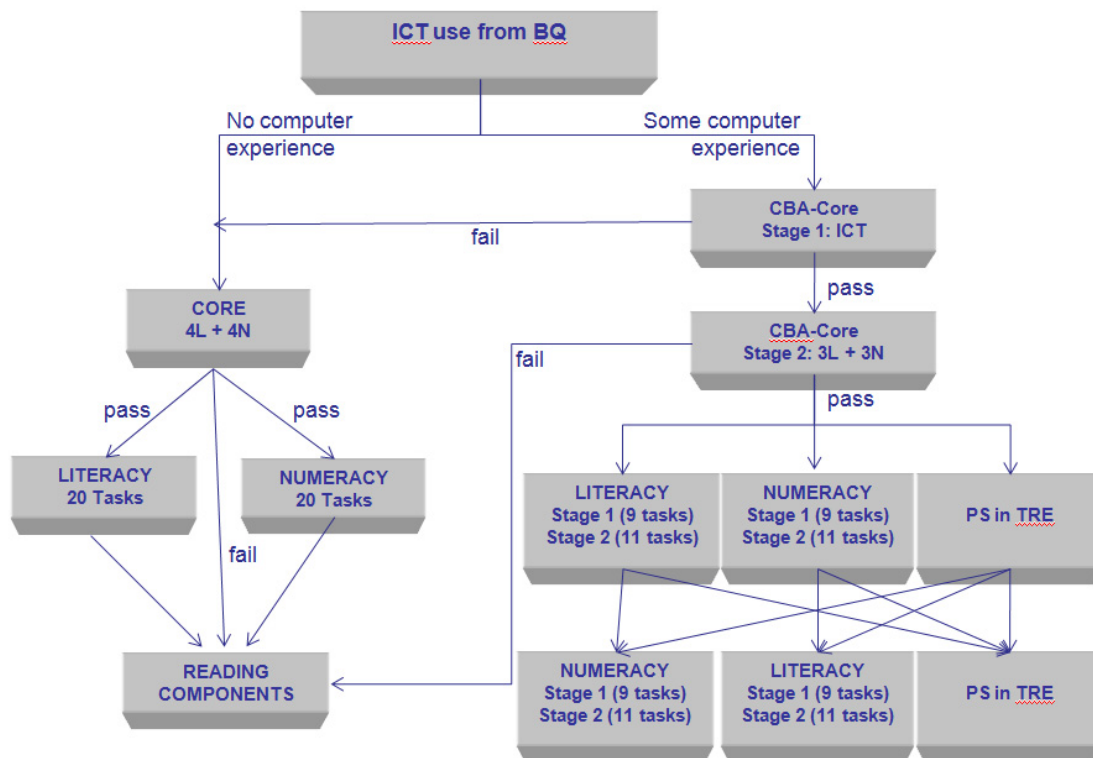 ICT use from BQ
No computer
experience
Some computer
experience
CBA-Core
Stage 1: ICT
fail
pass
CORE
4L + 4N
CBA-Core
Stage 2: 3L + 3N
fail
pass
pass
pass
LITERACY
20 Tasks
NUMERACY
20 Tasks
LITERACY
Stage 1 (9 tasks)
Stage 2 (11 tasks)
NUMERACY
Stage 1 (9 tasks)
Stage 2 (11 tasks)
PS in TRE
fail
READING
COMPONENTS
NUMERACY
Stage 1 (9 tasks)
Stage 2 (11 tasks)
LITERACY
Stage 1 (9 tasks)
Stage 2 (11 tasks)
PS in TRE